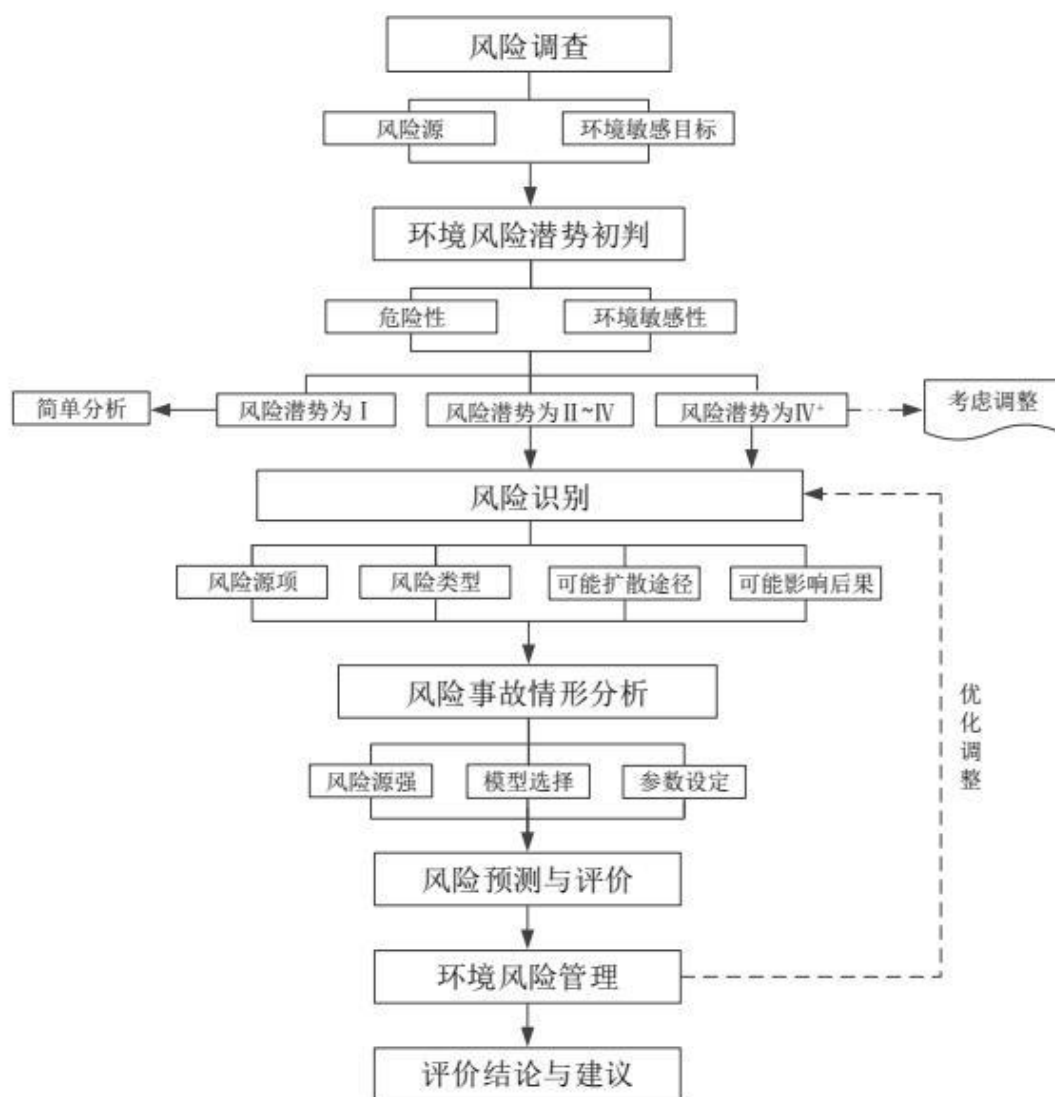 风险调查
风险源
环境敏感目标
环境风险潜势初判
危险性
环境敏感性
简单分析
风险潜势为Ⅰ
风险潜势为Ⅱ~Ⅳ
风险潜势为Ⅳ⁺
考虑调整
风险识别
风险源项
风险类型
可能扩散途径
可能影响后果
风险事故情形分析
优化调整
风险源强
模型选择
参数设定
风险预测与评价
环境风险管理
评价结论与建议